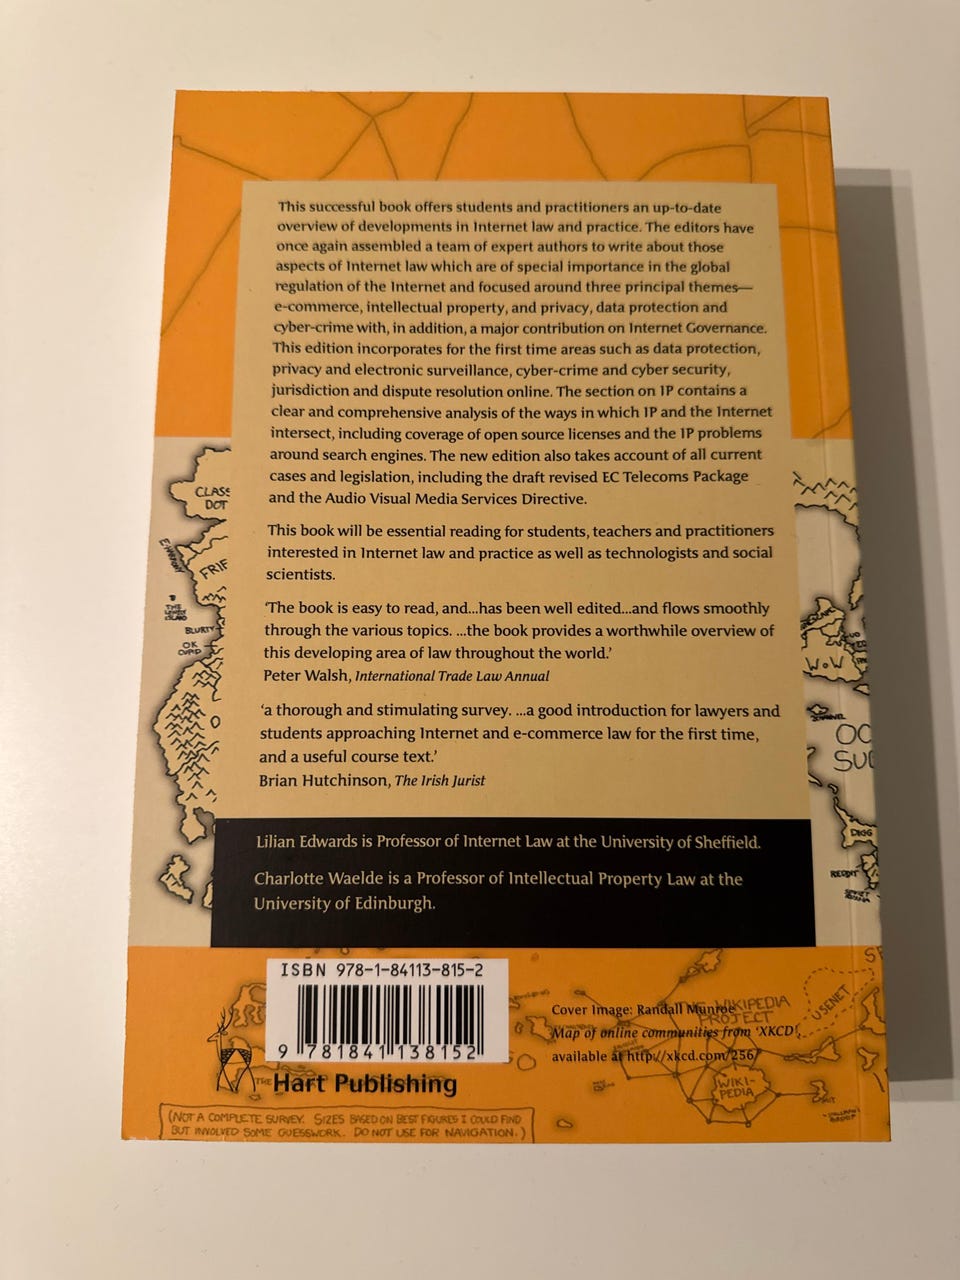 This successful book offers students and practitioners an up-to-date
overview of developments in Internet law and practice. The editors have
once again assembled a team of expert authors to write about those
aspects of Internet law which are of special importance in the global
regulation of the Internet and focused around three principal themes—
e-commerce, intellectual property, and privacy, data protection and
cyber-crime with, in addition, a major contribution on Internet Governance.
This edition incorporates for the first time areas such as data protection,
privacy and electronic surveillance, cyber-crime and cyber security,
jurisdiction and dispute resolution online. The section on IP contains a
clear and comprehensive analysis of the ways in which IP and the Internet
intersect, including coverage of open source licenses and the IP problems
around search engines. The new edition also takes account of all current
cases and legislation, including the draft revised EC Telecoms Package
and the Audio Visual Media Services Directive.
This book will be essential reading for students, teachers and practitioners
interested in Internet law and practice as well as technologists and social
scientists.
'The book is easy to read, and...has been well edited...and flows smoothly
through the various topics. ...the book provides a worthwhile overview of
this developing area of law throughout the world.'
Peter Walsh, International Trade Law Annual
'a thorough and stimulating survey. ...a good introduction for lawyers and
students approaching Internet and e-commerce law for the first time,
and a useful course text.'
Brian Hutchinson, The Irish Jurist
Lilian Edwards is Professor of Internet Law at the University of Sheffield.
Charlotte Waelde is a Professor of Intellectual Property Law at the
University of Edinburgh.
CLASS
DOT
FRIE
BLURTY
OK
CUPID
O
WoW
OC
SU
DIGG
REDDIT
ISBN 978-1-84113-815-2
9 781841 138152
Hart Publishing
Cover Image: Randall Munroe
Map of online communities from 'XKCD',
available at http://xkcd.com/256/
WIKIPEDIA
PROJECT
USENET
WIKI-
PEDIA
(NOT A COMPLETE SURVEY. SIZES BASED ON BEST FIGURES I COULD FIND
BUT INVOLVED SOME GUESSWORK. DO NOT USE FOR NAVIGATION.)